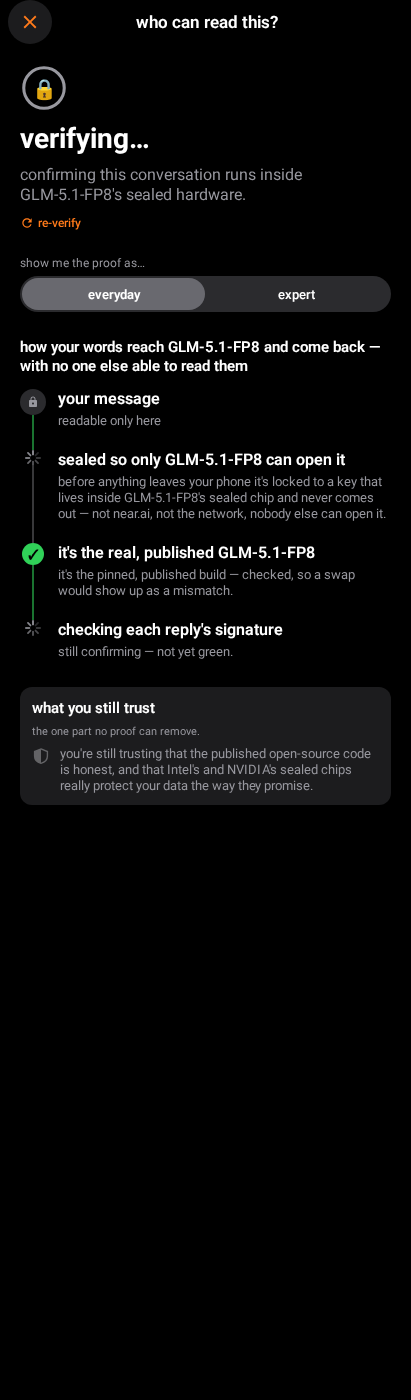 who can read this?
verifying…
confirming this conversation runs inside
GLM-5.1-FP8's sealed hardware.
re-verify
show me the proof as…
everyday
expert
how your words reach GLM-5.1-FP8 and come back —
with no one else able to read them
your message
readable only here
sealed so only GLM-5.1-FP8 can open it
before anything leaves your phone it's locked to a key that
lives inside GLM-5.1-FP8's sealed chip and never comes
out — not near.ai, not the network, nobody else can open it.
it's the real, published GLM-5.1-FP8
it's the pinned, published build — checked, so a swap
would show up as a mismatch.
checking each reply's signature
still confirming — not yet green.
what you still trust
the one part no proof can remove.
you're still trusting that the published open-source code
is honest, and that Intel's and NVIDIA's sealed chips
really protect your data the way they promise.